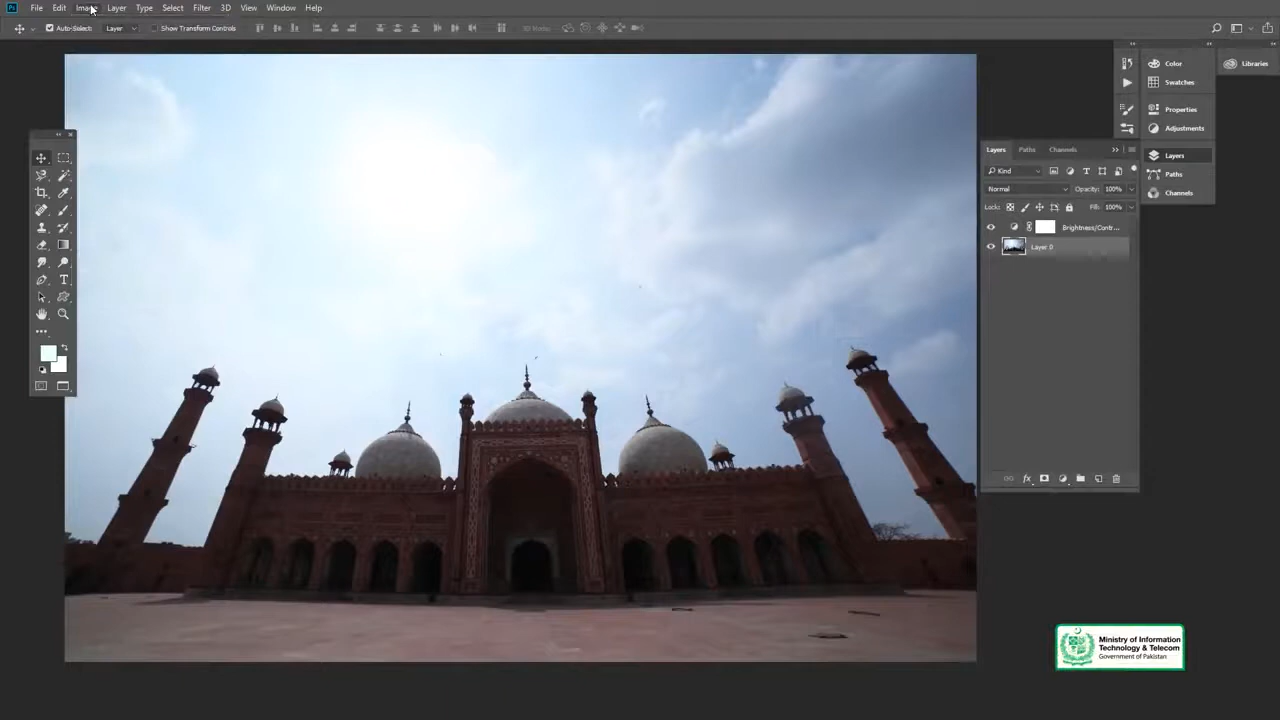 Ps File Edit Image Layer Type Select Filter 3D View Window Help
Auto-Select: Layer Show Transform Controls
Color
Libraries
Swatches
Properties
Adjustments
Layers
Paths
Channels
Layers Paths Channels
Kind
Normal Opacity: 100%
Lock: Fill: 100%
Brightness/Contr...
Layer 0
fx
Ministry of Information
Technology & Telecom
Government of Pakistan